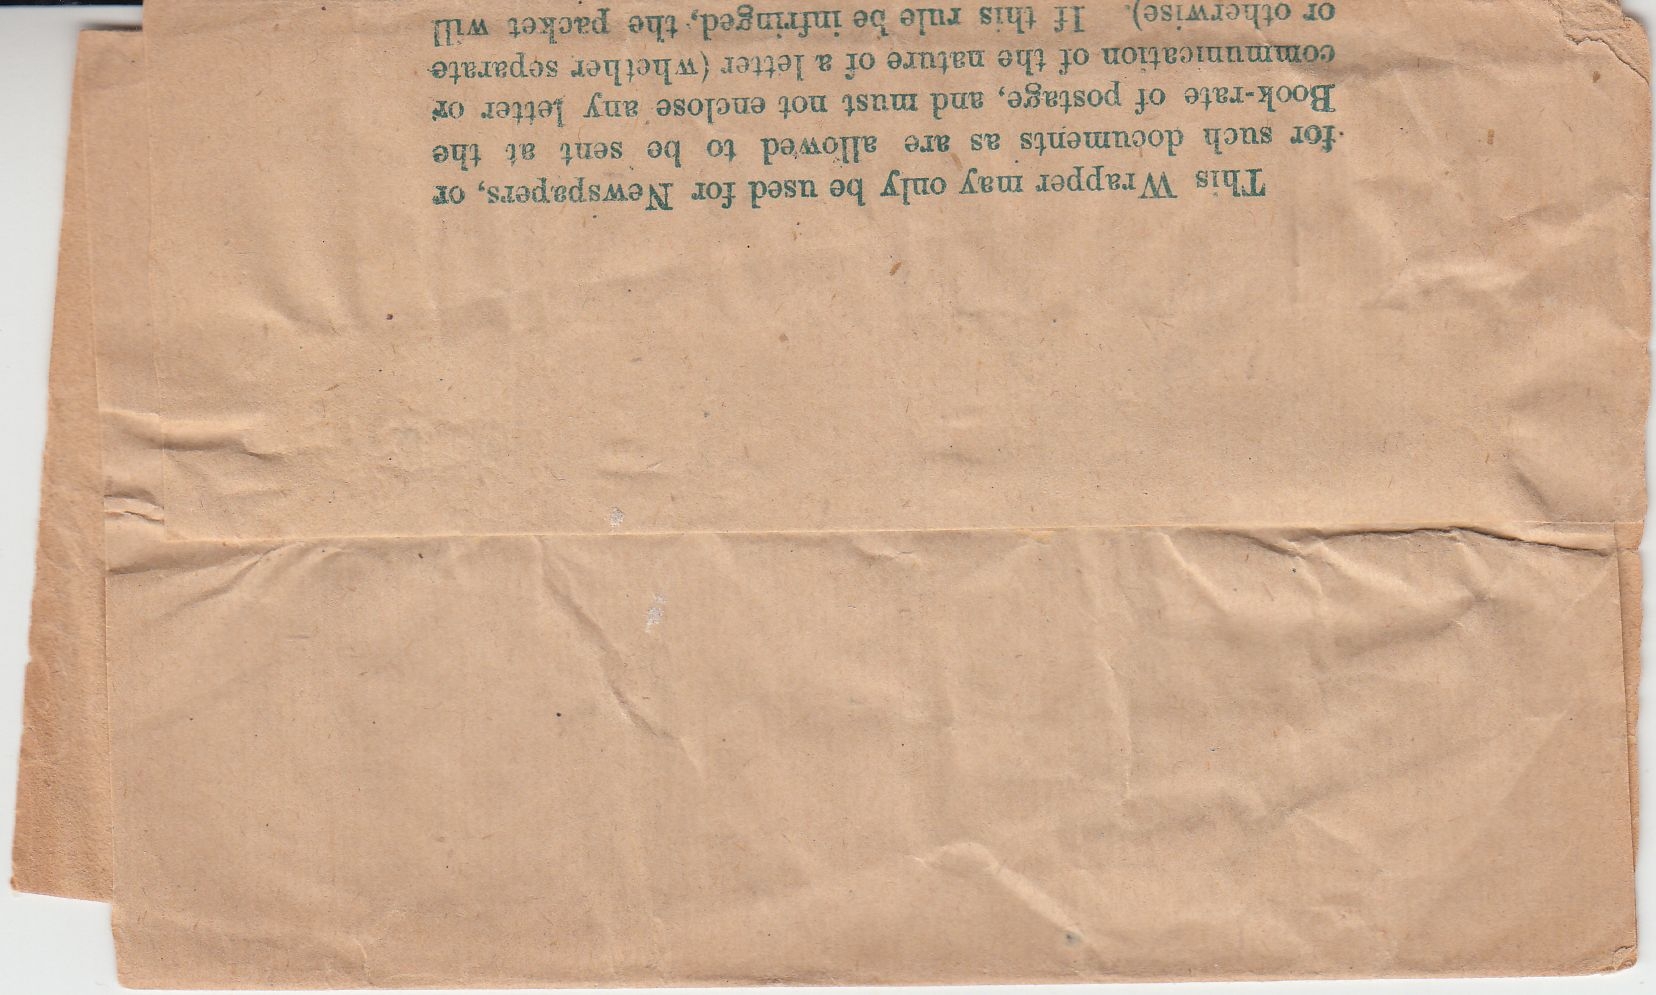 This Wrapper may only be used for Newspapers, or
for such documents as are allowed to be sent at the
Book-rate of postage, and must not enclose any letter or
communication of the nature of a letter (whether separate
or otherwise). If this rule be infringed, the packet will